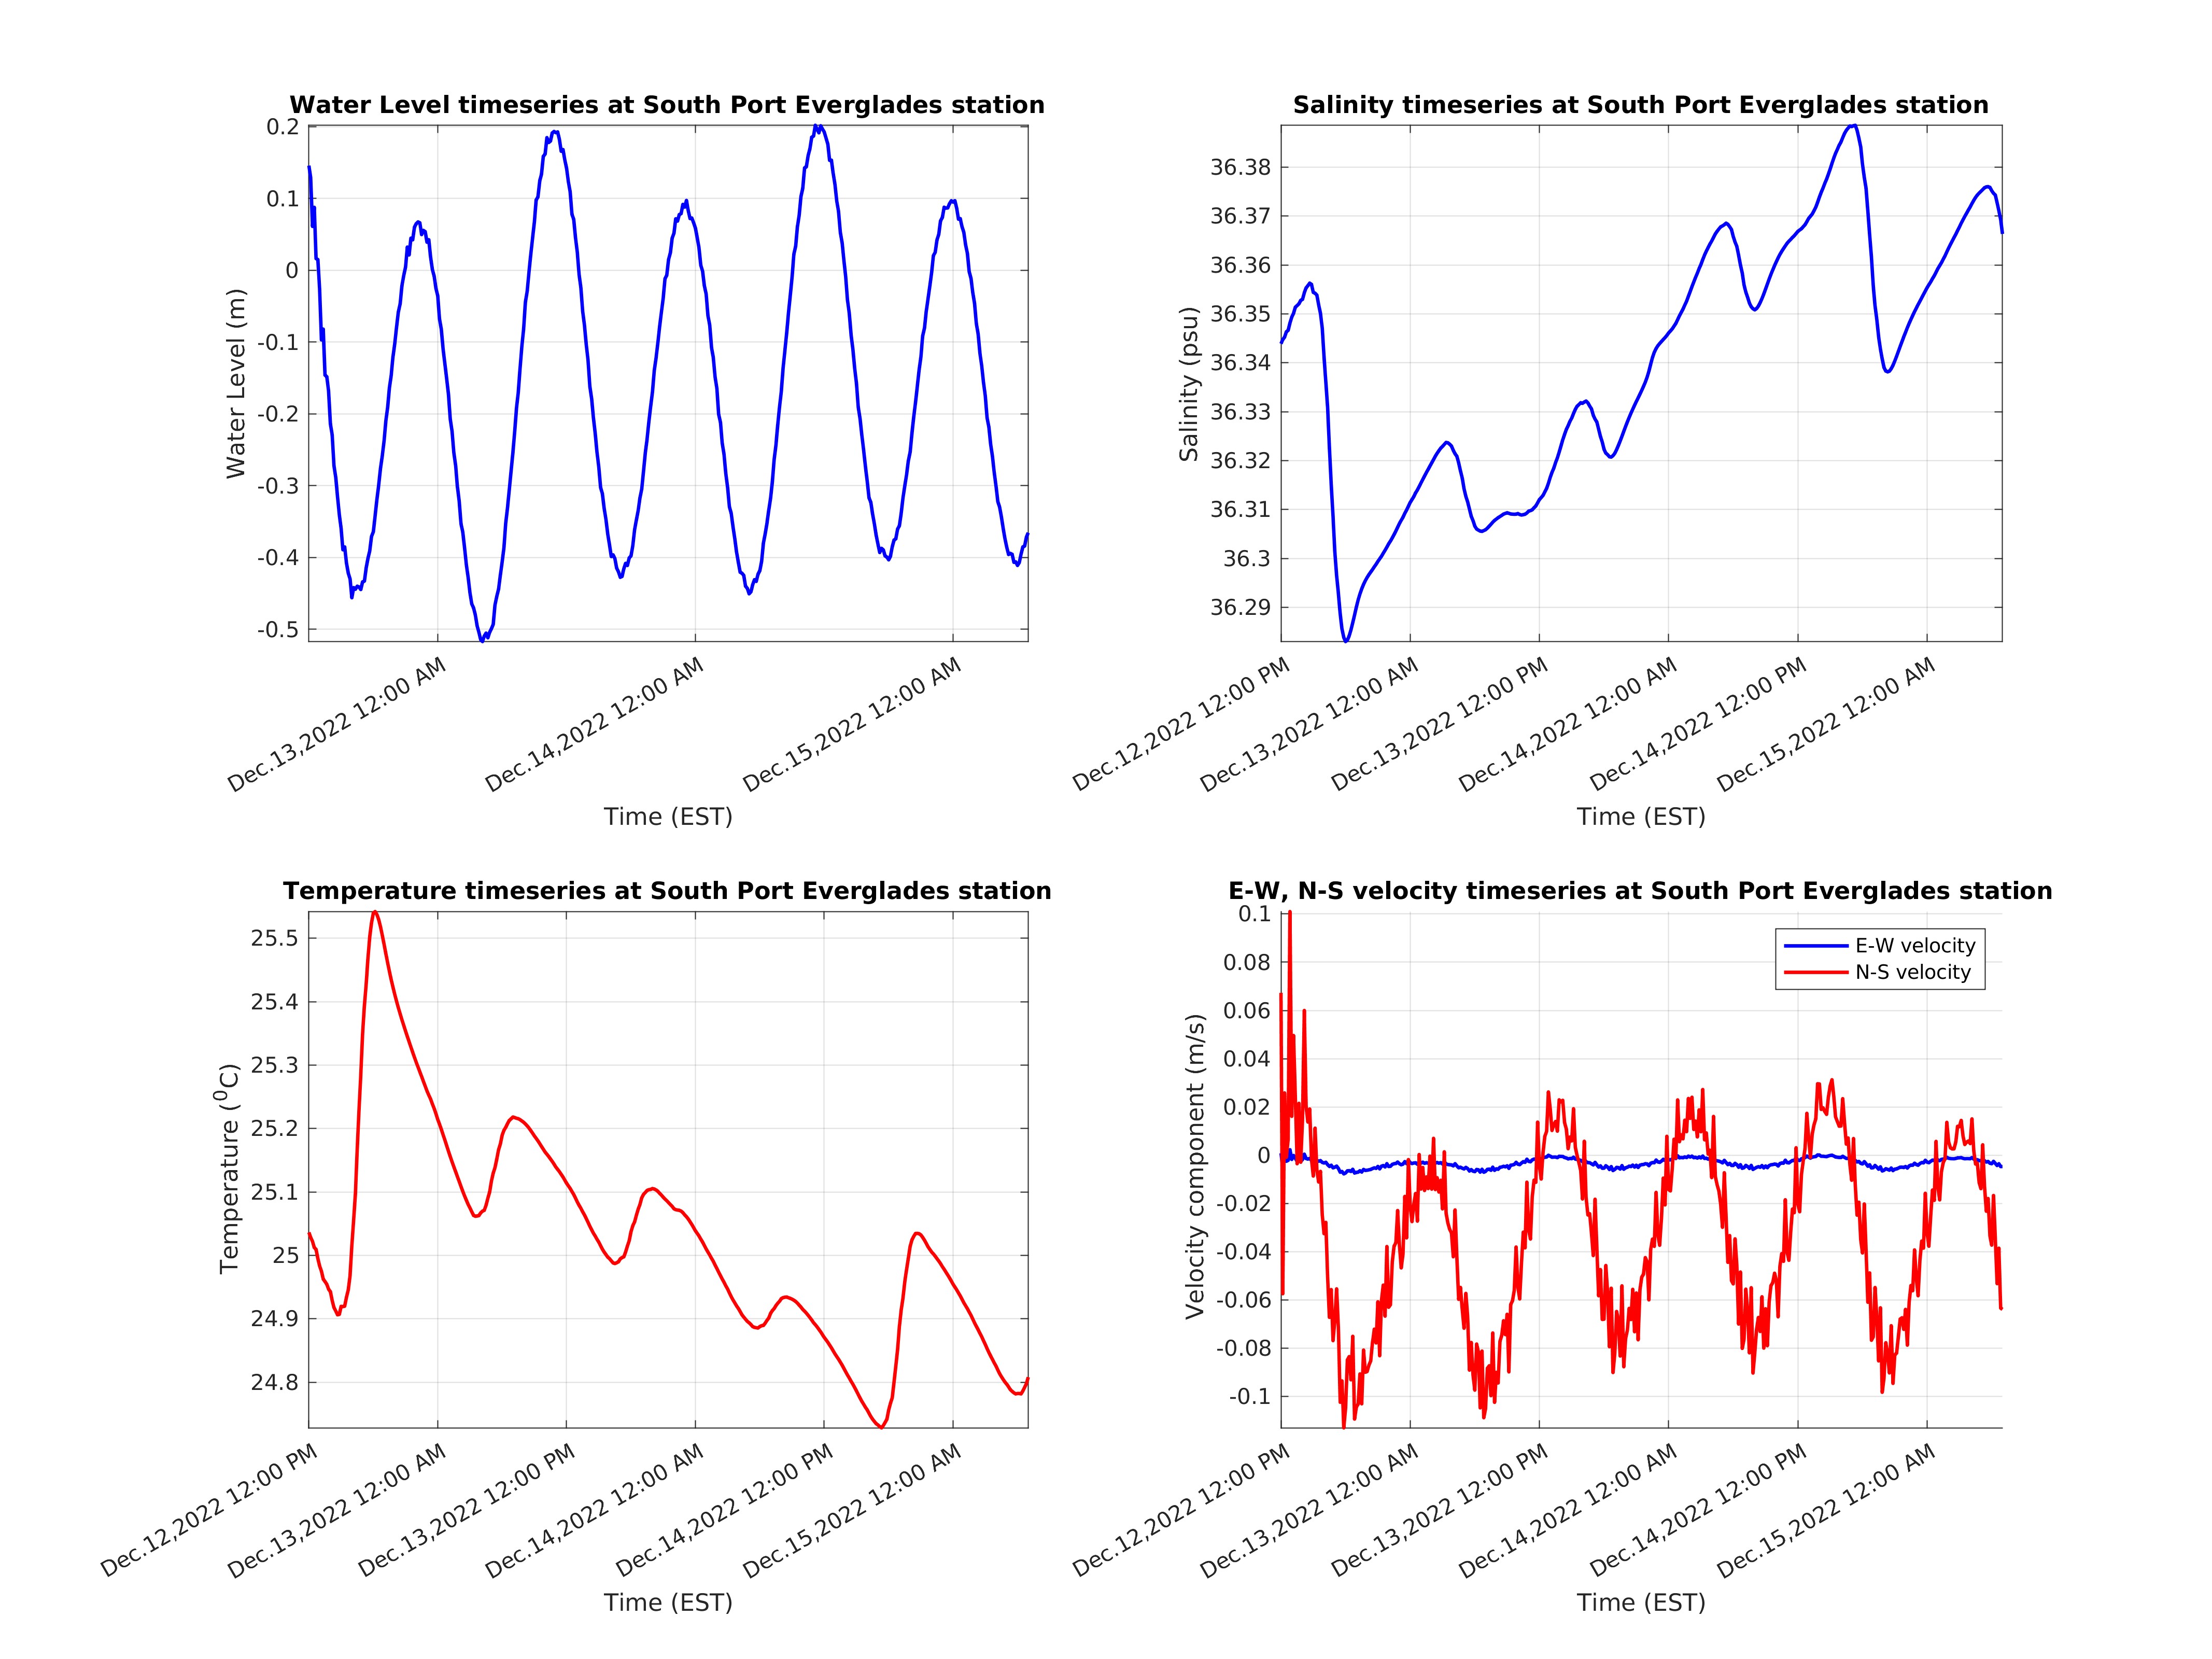 Water Level timeseries at South Port Everglades station
0.2
0.1
0
-0.1
-0.2
-0.3
-0.4
-0.5
Water Level (m)
Dec.13,2022 12:00 AM
Dec.14,2022 12:00 AM
Dec.15,2022 12:00 AM
Time (EST)
Salinity timeseries at South Port Everglades station
36.38
36.37
36.36
36.35
36.34
36.33
36.32
36.31
36.3
36.29
Salinity (psu)
Dec.12,2022 12:00 PM
Dec.13,2022 12:00 AM
Dec.13,2022 12:00 PM
Dec.14,2022 12:00 AM
Dec.14,2022 12:00 PM
Dec.15,2022 12:00 AM
Time (EST)
Temperature timeseries at South Port Everglades station
25.5
25.4
25.3
25.2
25.1
25
24.9
24.8
Temperature (⁰C)
Dec.12,2022 12:00 PM
Dec.13,2022 12:00 AM
Dec.13,2022 12:00 PM
Dec.14,2022 12:00 AM
Dec.14,2022 12:00 PM
Dec.15,2022 12:00 AM
Time (EST)
E-W, N-S velocity timeseries at South Port Everglades station
E-W velocity
N-S velocity
0.1
0.08
0.06
0.04
0.02
0
-0.02
-0.04
-0.06
-0.08
-0.1
Velocity component (m/s)
Dec.12,2022 12:00 PM
Dec.13,2022 12:00 AM
Dec.13,2022 12:00 PM
Dec.14,2022 12:00 AM
Dec.14,2022 12:00 PM
Dec.15,2022 12:00 AM
Time (EST)